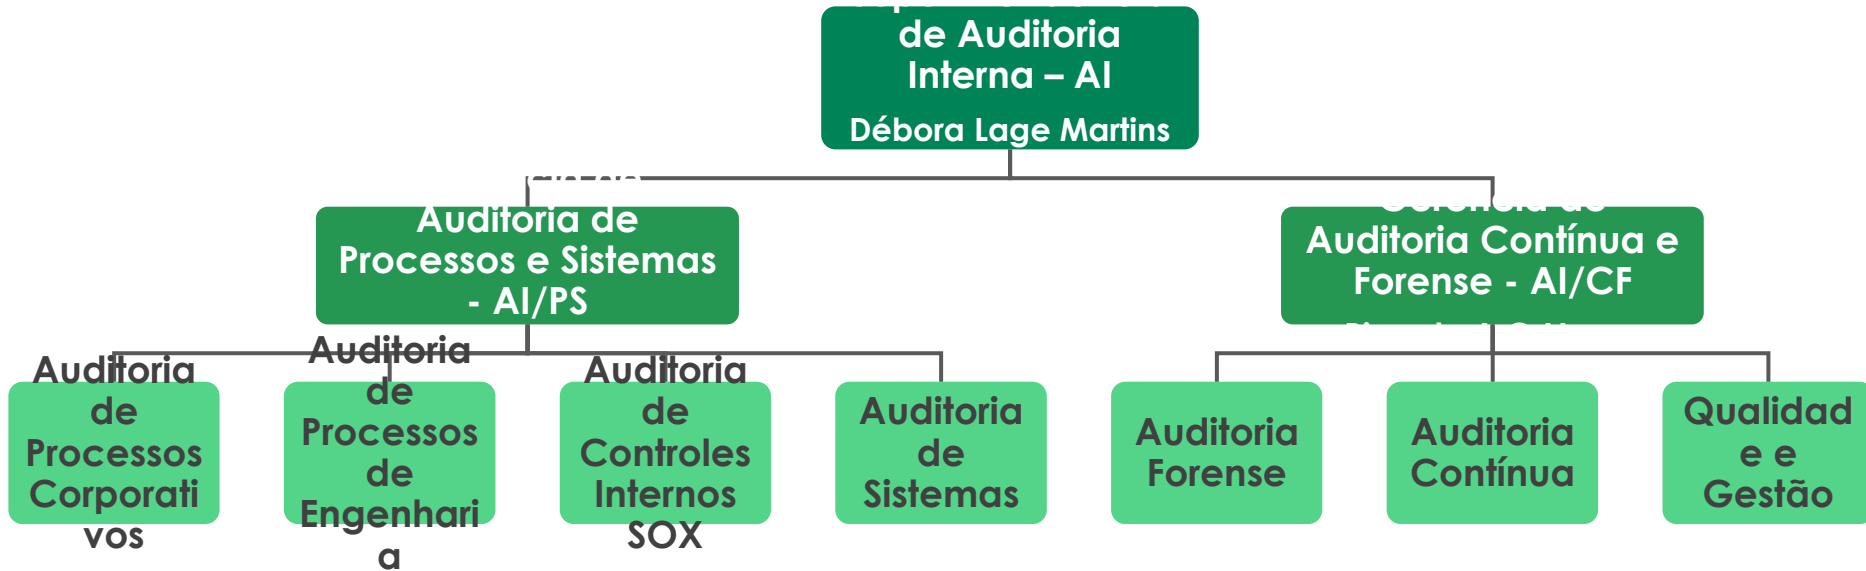 de Auditoria
Interna – AI
Débora Lage Martins
Auditoria de
Processos e Sistemas
- AI/PS
Gerência de
Auditoria Contínua e
Forense - AI/CF
Auditoria
de
Processos
Corporati
vos
Auditoria
de
Processos
de
Engenhari
a
Auditoria
de
Controles
Internos
SOX
Auditoria
de
Sistemas
Auditoria
Forense
Auditoria
Contínua
Qualidad
e e
Gestão